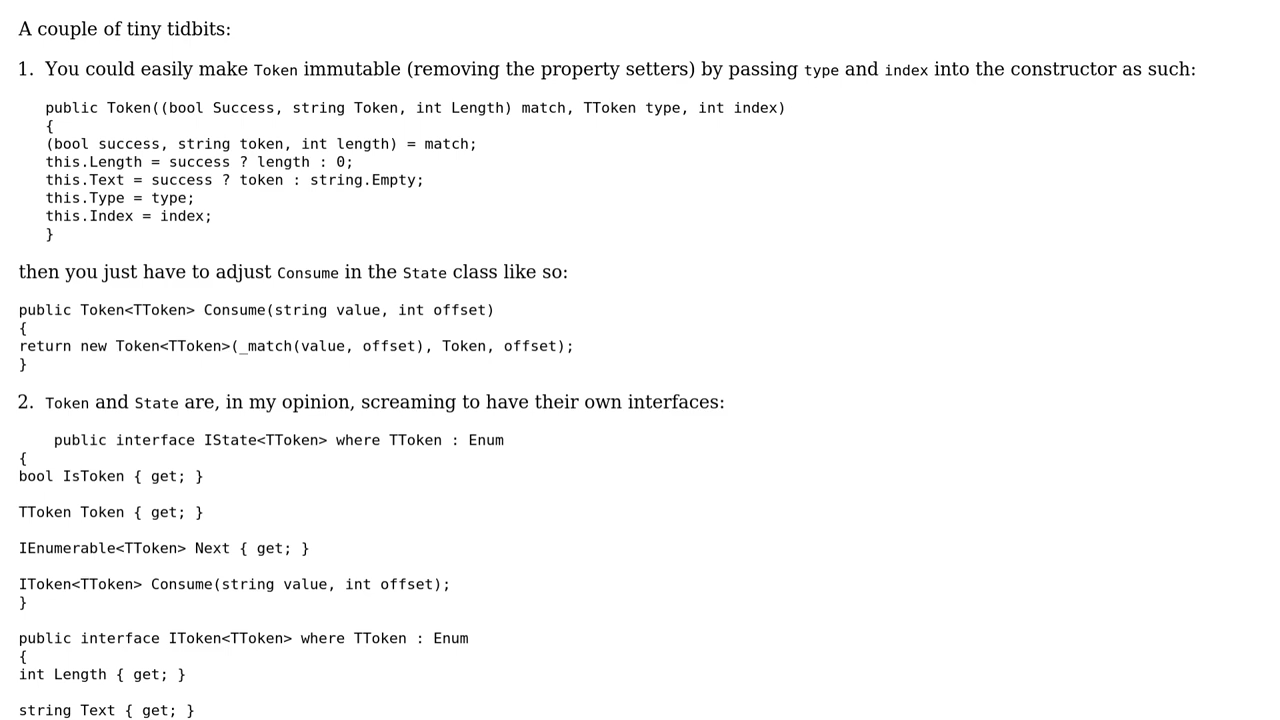 A couple of tiny tidbits:
1. You could easily make Token immutable (removing the property setters) by passing type and index into the constructor as such:
public Token((bool Success, string Token, int Length) match, TToken type, int index)
{
(bool success, string token, int length) = match;
this.Length = success ? length : 0;
this.Text = success ? token : string.Empty;
this.Type = type;
this.Index = index;
}
then you just have to adjust Consume in the State class like so:
public Token<TToken> Consume(string value, int offset)
{
return new Token<TToken>(_match(value, offset), Token, offset);
}
2. Token and State are, in my opinion, screaming to have their own interfaces:
public interface IState<TToken> where TToken : Enum
{
bool IsToken { get; }
TToken Token { get; }
IEnumerable<TToken> Next { get; }
IToken<TToken> Consume(string value, int offset);
}
public interface IToken<TToken> where TToken : Enum
{
int Length { get; }
string Text { get; }